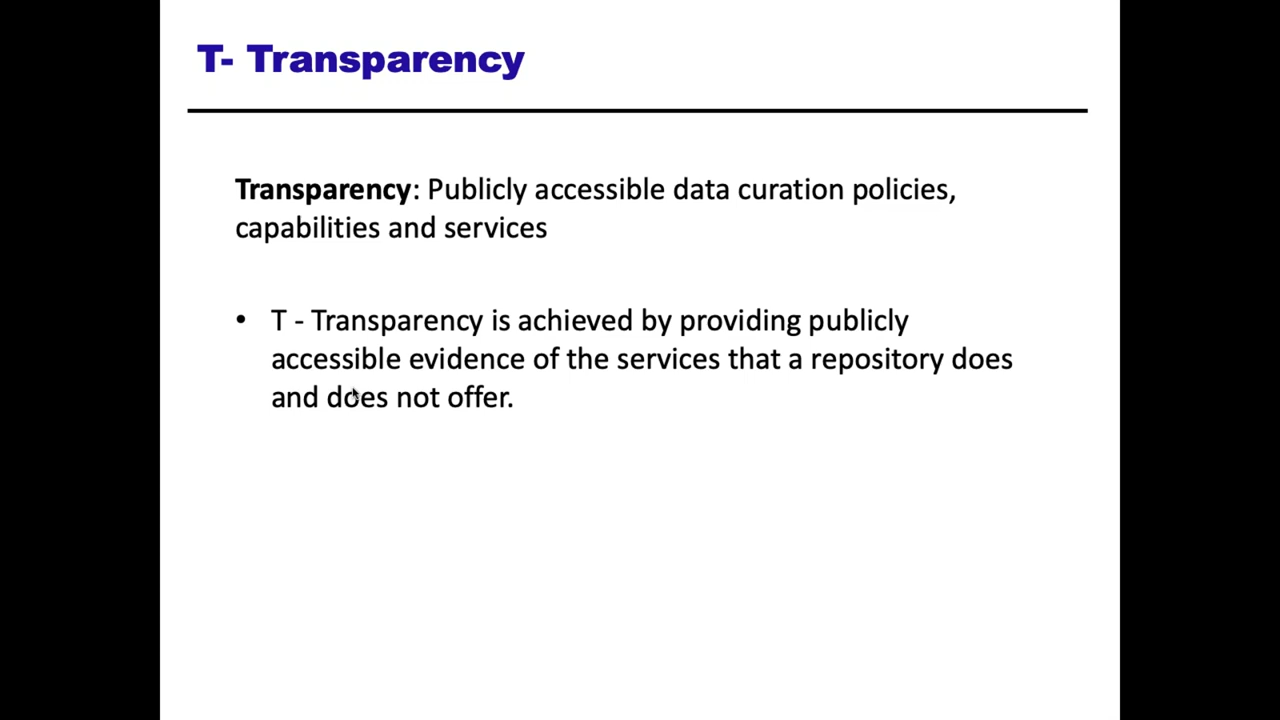 T- Transparency
Transparency: Publicly accessible data curation policies,
capabilities and services
• T - Transparency is achieved by providing publicly
accessible evidence of the services that a repository does
and does not offer.